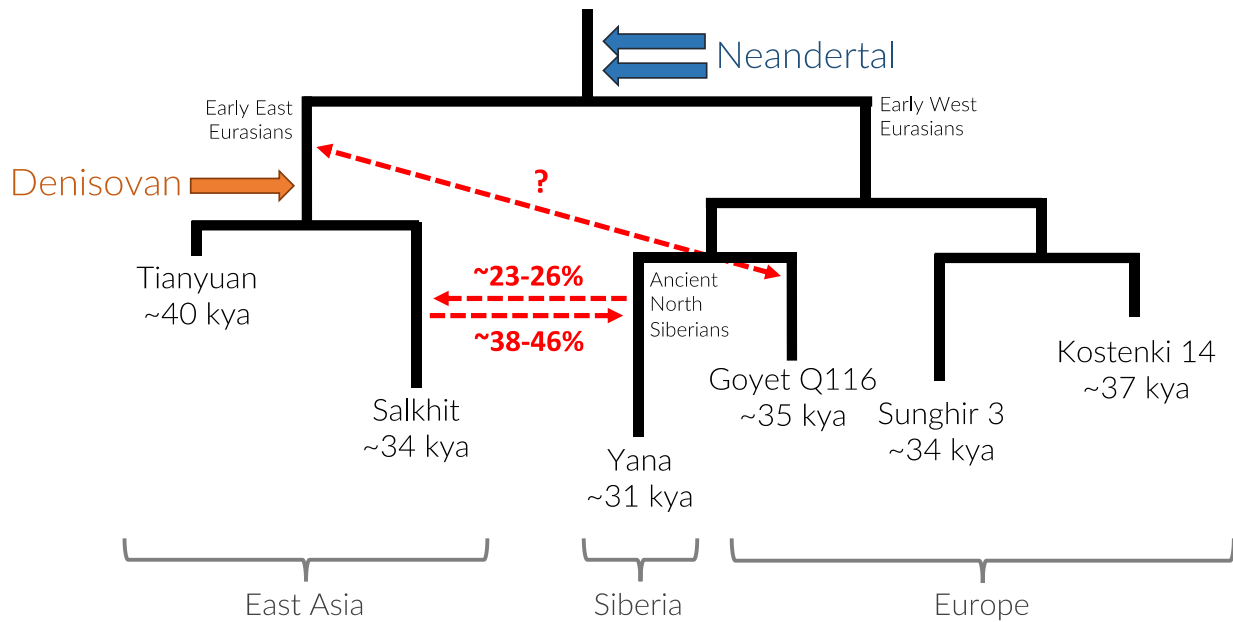 Neandertal
Early East
Eurasians
Early West
Eurasians
Denisovan
?
Tianyuan
~40 kya
~23-26%
~38-46%
Ancient
North
Siberians
Salkhit
~34 kya
Yana
~31 kya
Goyet Q116
~35 kya
Sunghir 3
~34 kya
Kostenki 14
~37 kya
East Asia
Siberia
Europe